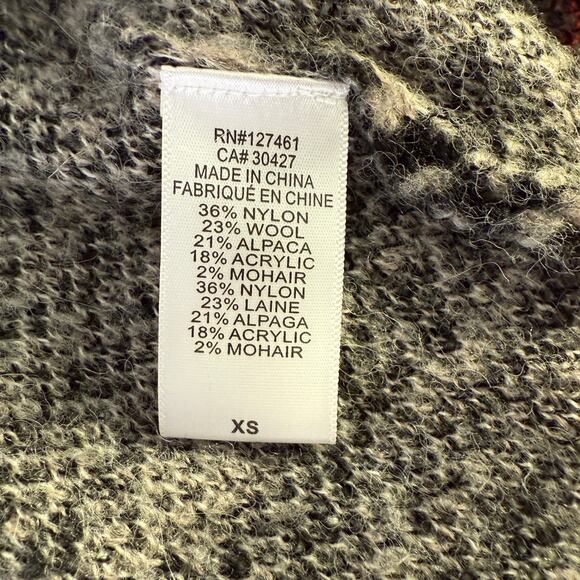 RN#127461
CA# 30427
MADE IN CHINA
FABRIQUÉ EN CHINE
36% NYLON
23% WOOL
21% ALPACA
18% ACRYLIC
2% MOHAIR
36% NYLON
23% LAINE
21% ALPAGA
18% ACRYLIC
2% MOHAIR
XS